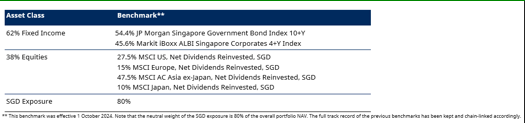 Asset Class Benchmark**
62% Fixed Income 54.4% JP Morgan Singapore Government Bond Index 10+Y
45.6% Markit iBoxx ALBI Singapore Corporates 4+Y Index
38% Equities 27.5% MSCI US, Net Dividends Reinvested, SGD
15% MSCI Europe, Net Dividends Reinvested, SGD
47.5% MSCI AC Asia ex-Japan, Net Dividends Reinvested, SGD
10% MSCI Japan, Net Dividends Reinvested, SGD
SGD Exposure 80%
** This benchmark was effective 1 October 2024. Note that the neutral weight of the SGD exposure is 80% of the overall portfolio NAV. The full track record of the previous benchmarks has been kept and chain-linked accordingly.